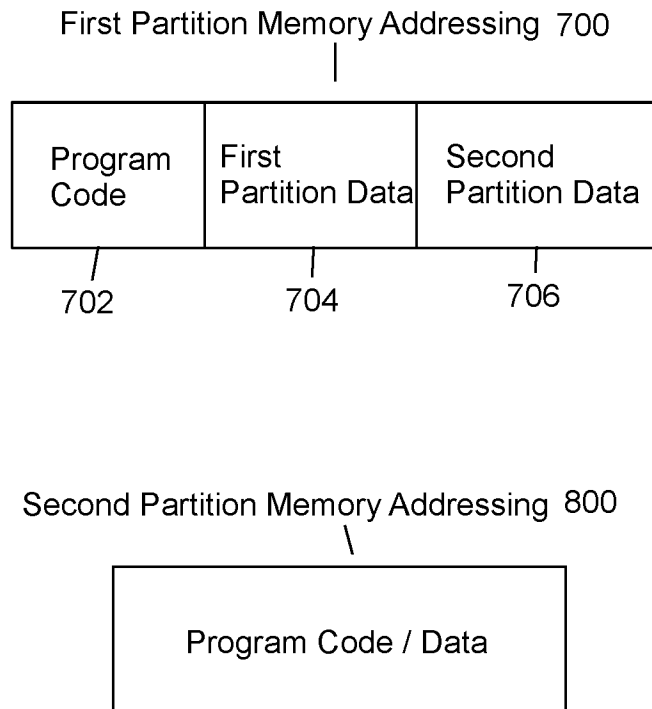 First Partition Memory Addressing 700
Program
Code
First
Partition Data
Second
Partition Data
702
704
706
Second Partition Memory Addressing 800
Program Code / Data